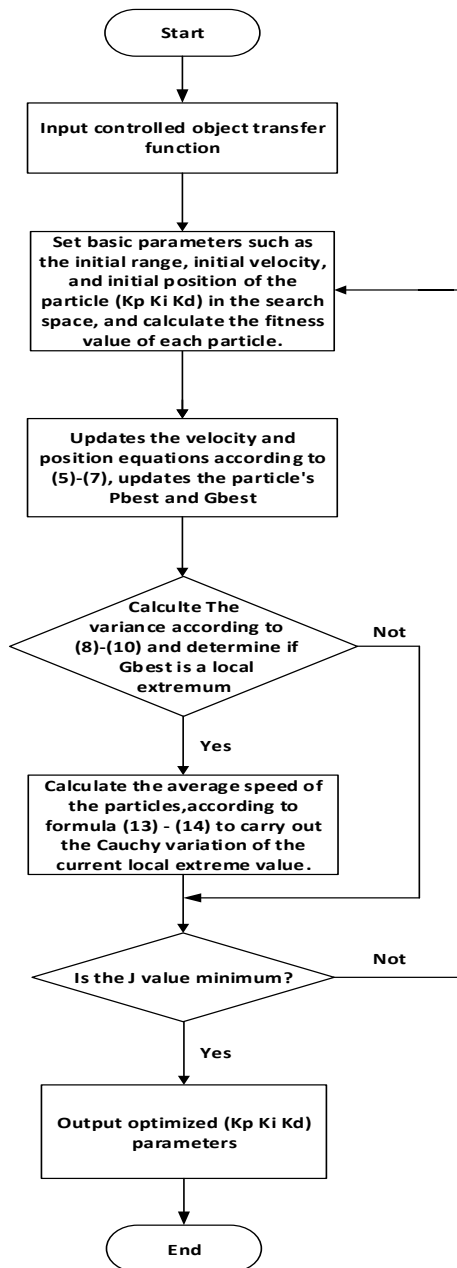 Start
Input controlled object transfer
function
Set basic parameters such as
the initial range, initial velocity,
and initial position of the
particle (Kp Ki Kd) in the search
space, and calculate the fitness
value of each particle.
Updates the velocity and
position equations according to
(5)-(7), updates the particle's
Pbest and Gbest
Calculte The
variance according to
(8)-(10) and determine if
Gbest is a local
extremum
Not
Yes
Calculate the average speed of
the particles,according to
formula (13) - (14) to carry out
the Cauchy variation of the
current local extreme value.
Is the J value minimum?
Not
Yes
Output optimized (Kp Ki Kd)
parameters
End